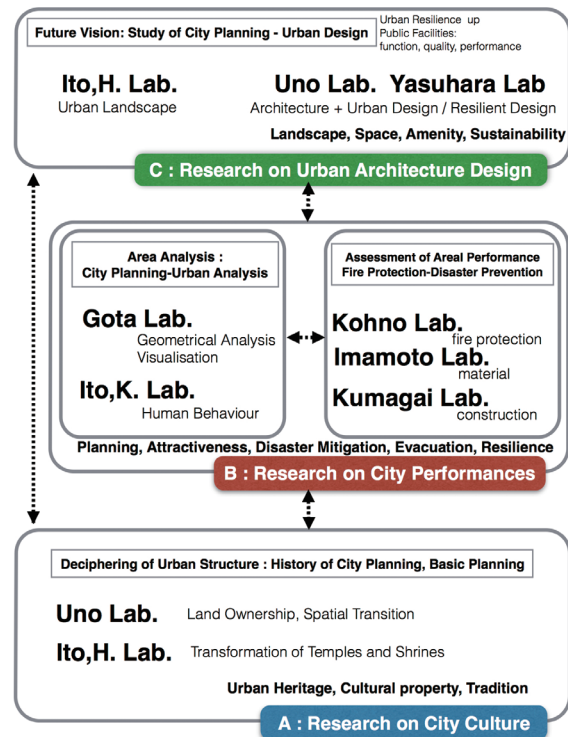 Future Vision: Study of City Planning - Urban Design
Urban Resilience up
Public Facilities:
function, quality, performance
Ito,H. Lab.
Urban Landscape
Uno Lab. Yasuhara Lab
Architecture + Urban Design / Resilient Design
Landscape, Space, Amenity, Sustainability
C : Research on Urban Architecture Design
Area Analysis :
City Planning-Urban Analysis
Gota Lab.
Geometrical Analysis
Visualisation
Ito,K. Lab.
Human Behaviour
Assessment of Areal Performance
Fire Protection-Disaster Prevention
Kohno Lab.
fire protection
Imamoto Lab.
material
Kumagai Lab.
construction
Planning, Attractiveness, Disaster Mitigation, Evacuation, Resilience
B : Research on City Performances
Deciphering of Urban Structure : History of City Planning, Basic Planning
Uno Lab. Land Ownership, Spatial Transition
Ito,H. Lab. Transformation of Temples and Shrines
Urban Heritage, Cultural property, Tradition
A : Research on City Culture